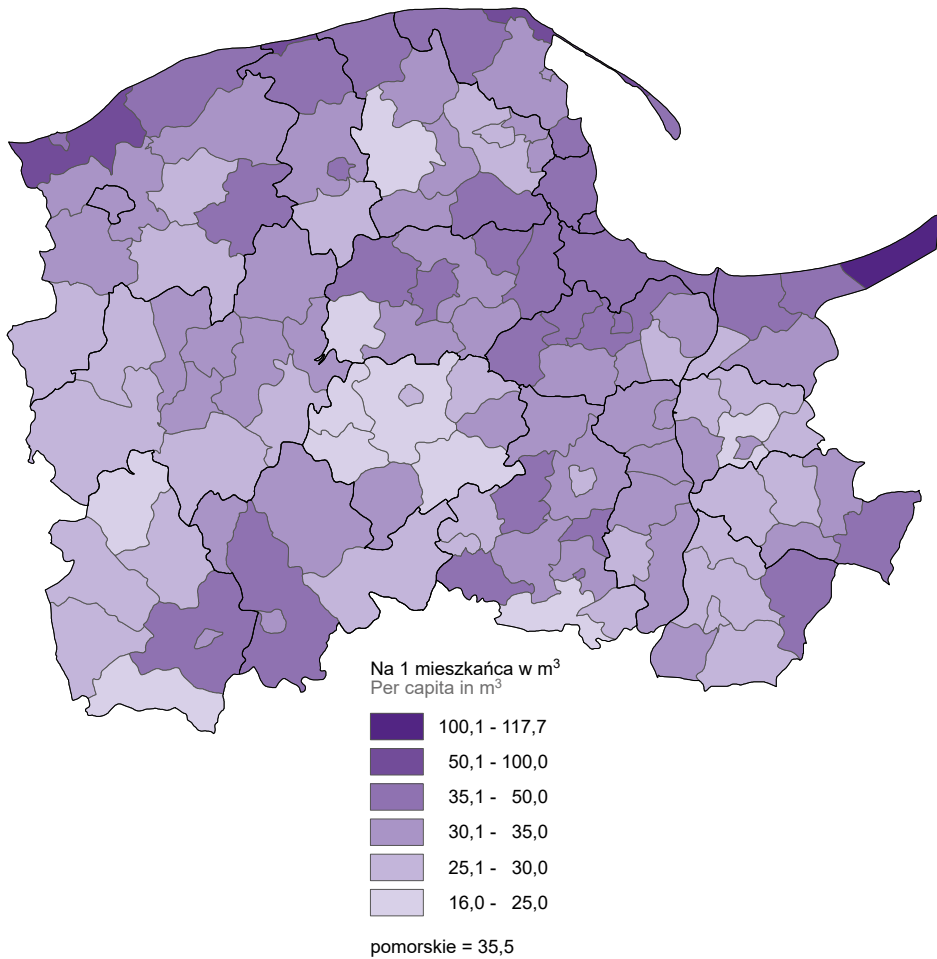 Na 1 mieszkańca w m³
Per capita in m³
100,1 - 117,7
50,1 - 100,0
35,1 - 50,0
30,1 - 35,0
25,1 - 30,0
16,0 - 25,0
pomorskie = 35,5